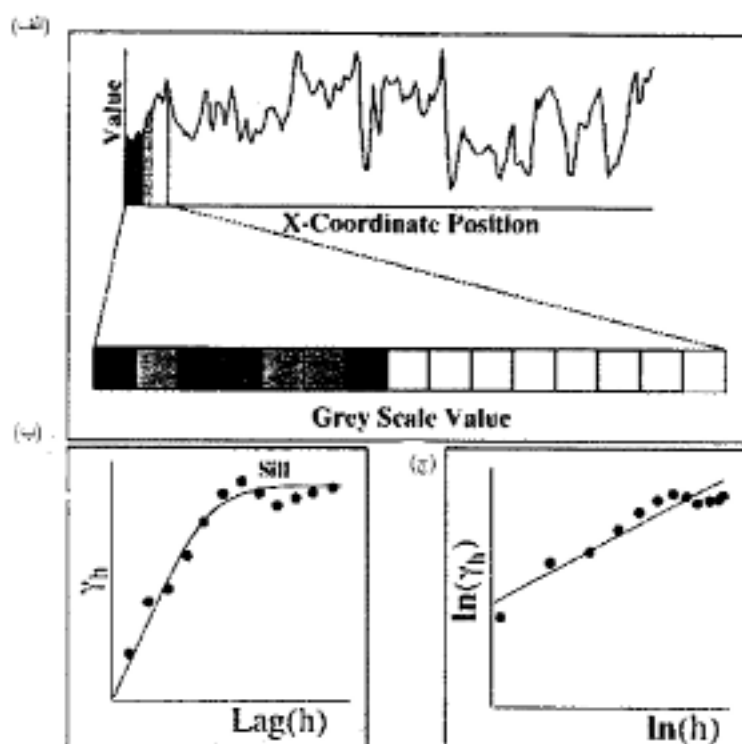 (الف)
Value
X-Coordinate Position
Grey Scale Value
(ب)
Sill
γh
Lag(h)
(ج)
ln(γh)
ln(h)